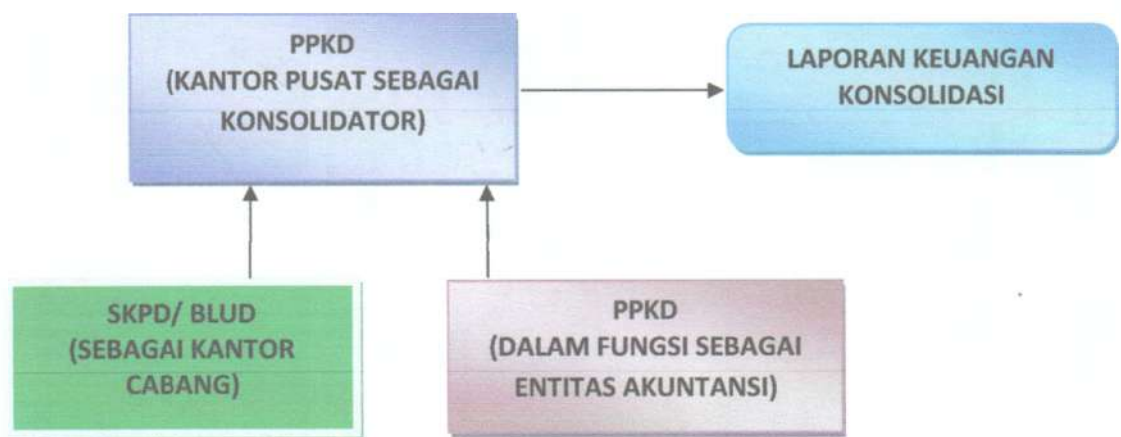 PPKD
(KANTOR PUSAT SEBAGAI
KONSOLIDATOR)
LAPORAN KEUANGAN
KONSOLIDASI
SKPD/ BLUD
(SEBAGAI KANTOR
CABANG)
PPKD
(DALAM FUNGSI SEBAGAI
ENTITAS AKUNTANSI)